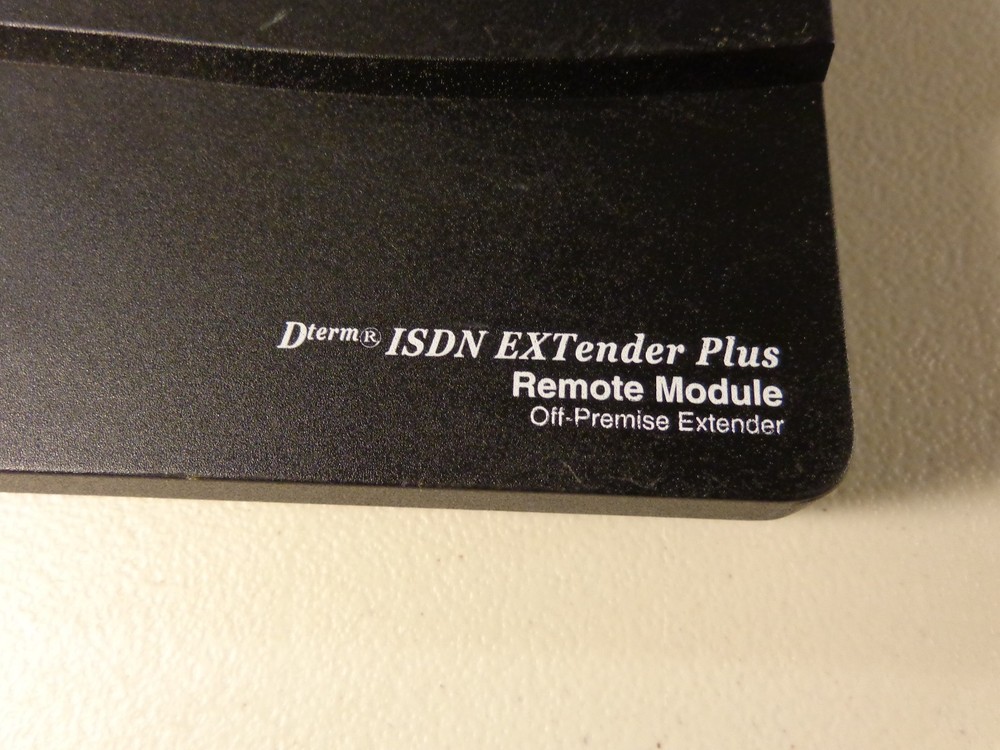 Dterm® ISDN EXTender Plus
Remote Module
Off-Premise Extender